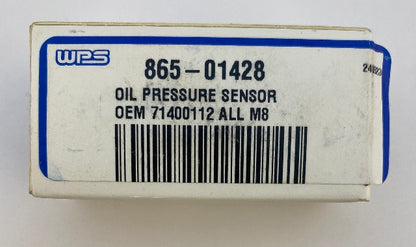 WPS
865-01428
OIL PRESSURE SENSOR
OEM 71400112 ALL M8